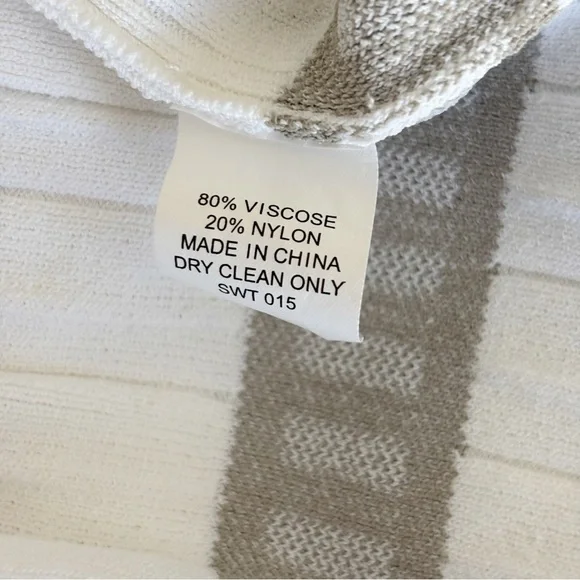 80% VISCOSE
20% NYLON
MADE IN CHINA
DRY CLEAN ONLY
SWT 015